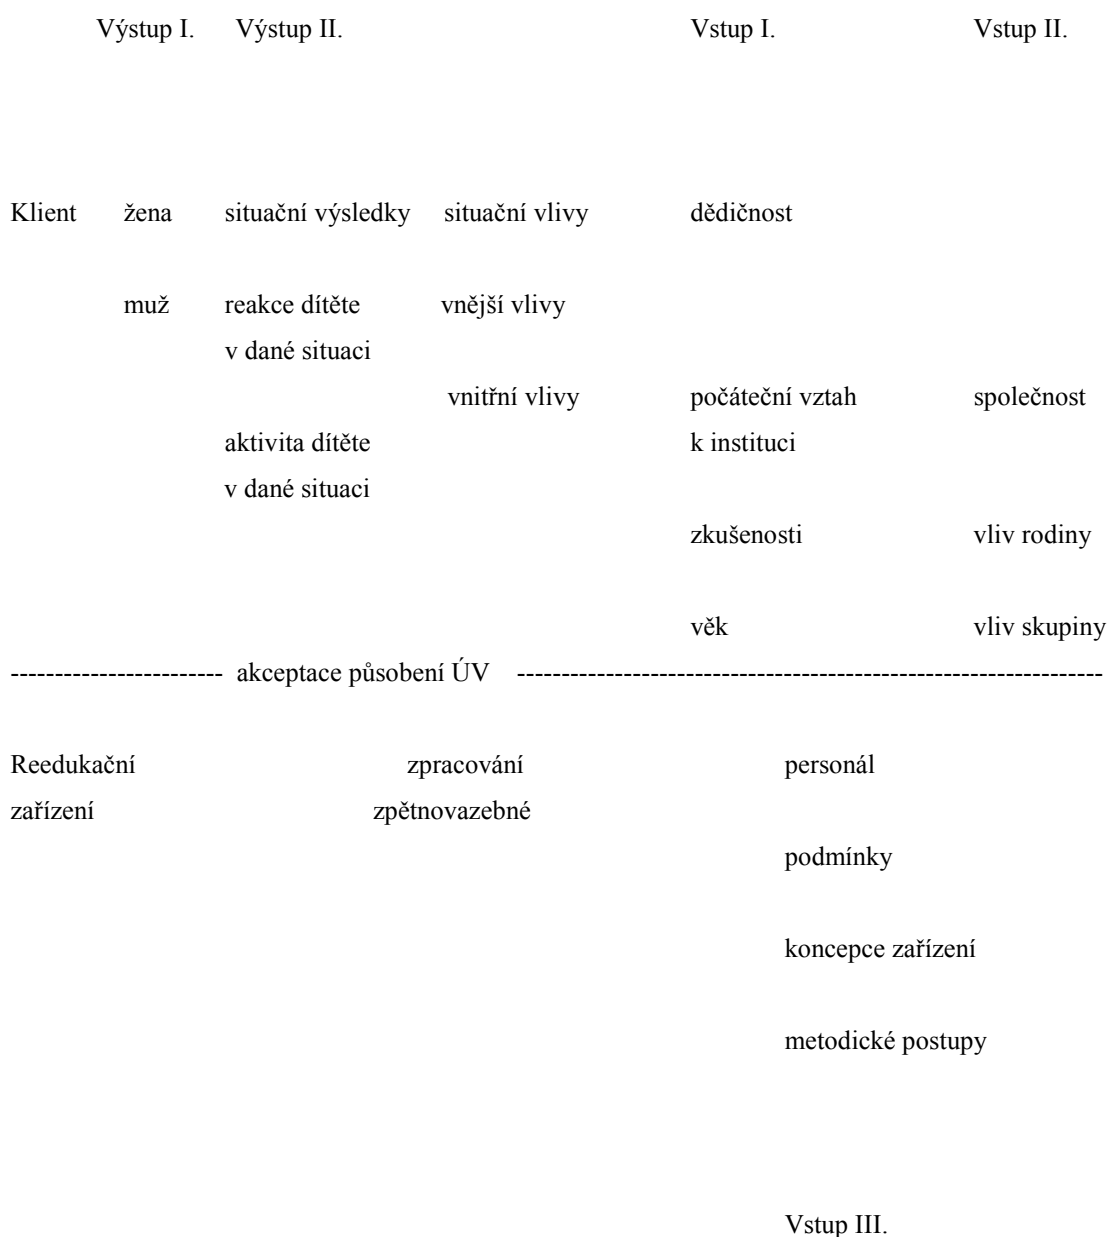 Výstup I. Výstup II. Vstup I. Vstup II.
Klient žena situační výsledky situační vlivy dědičnost
muž reakce dítěte vnější vlivy
v dané situaci
vnitřní vlivy počáteční vztah společnost
aktivita dítěte k instituci
v dané situaci
zkušenosti vliv rodiny
věk vliv skupiny
------------------------ akceptace působení ÚV ------------------------------------------------------------------
Reedukační zpracování personál
zařízení zpětnovazebné
podmínky
koncepce zařízení
metodické postupy
Vstup III.